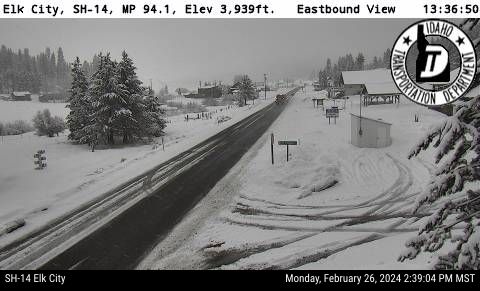 Elk City, SH-14, MP 94.1, Elev 3,939ft. Eastbound View 13:36:50
IDAHO
TRANSPORTATION DEPARTMENT
SH-14 Elk City Monday, February 26, 2024 2:39:04 PM MST